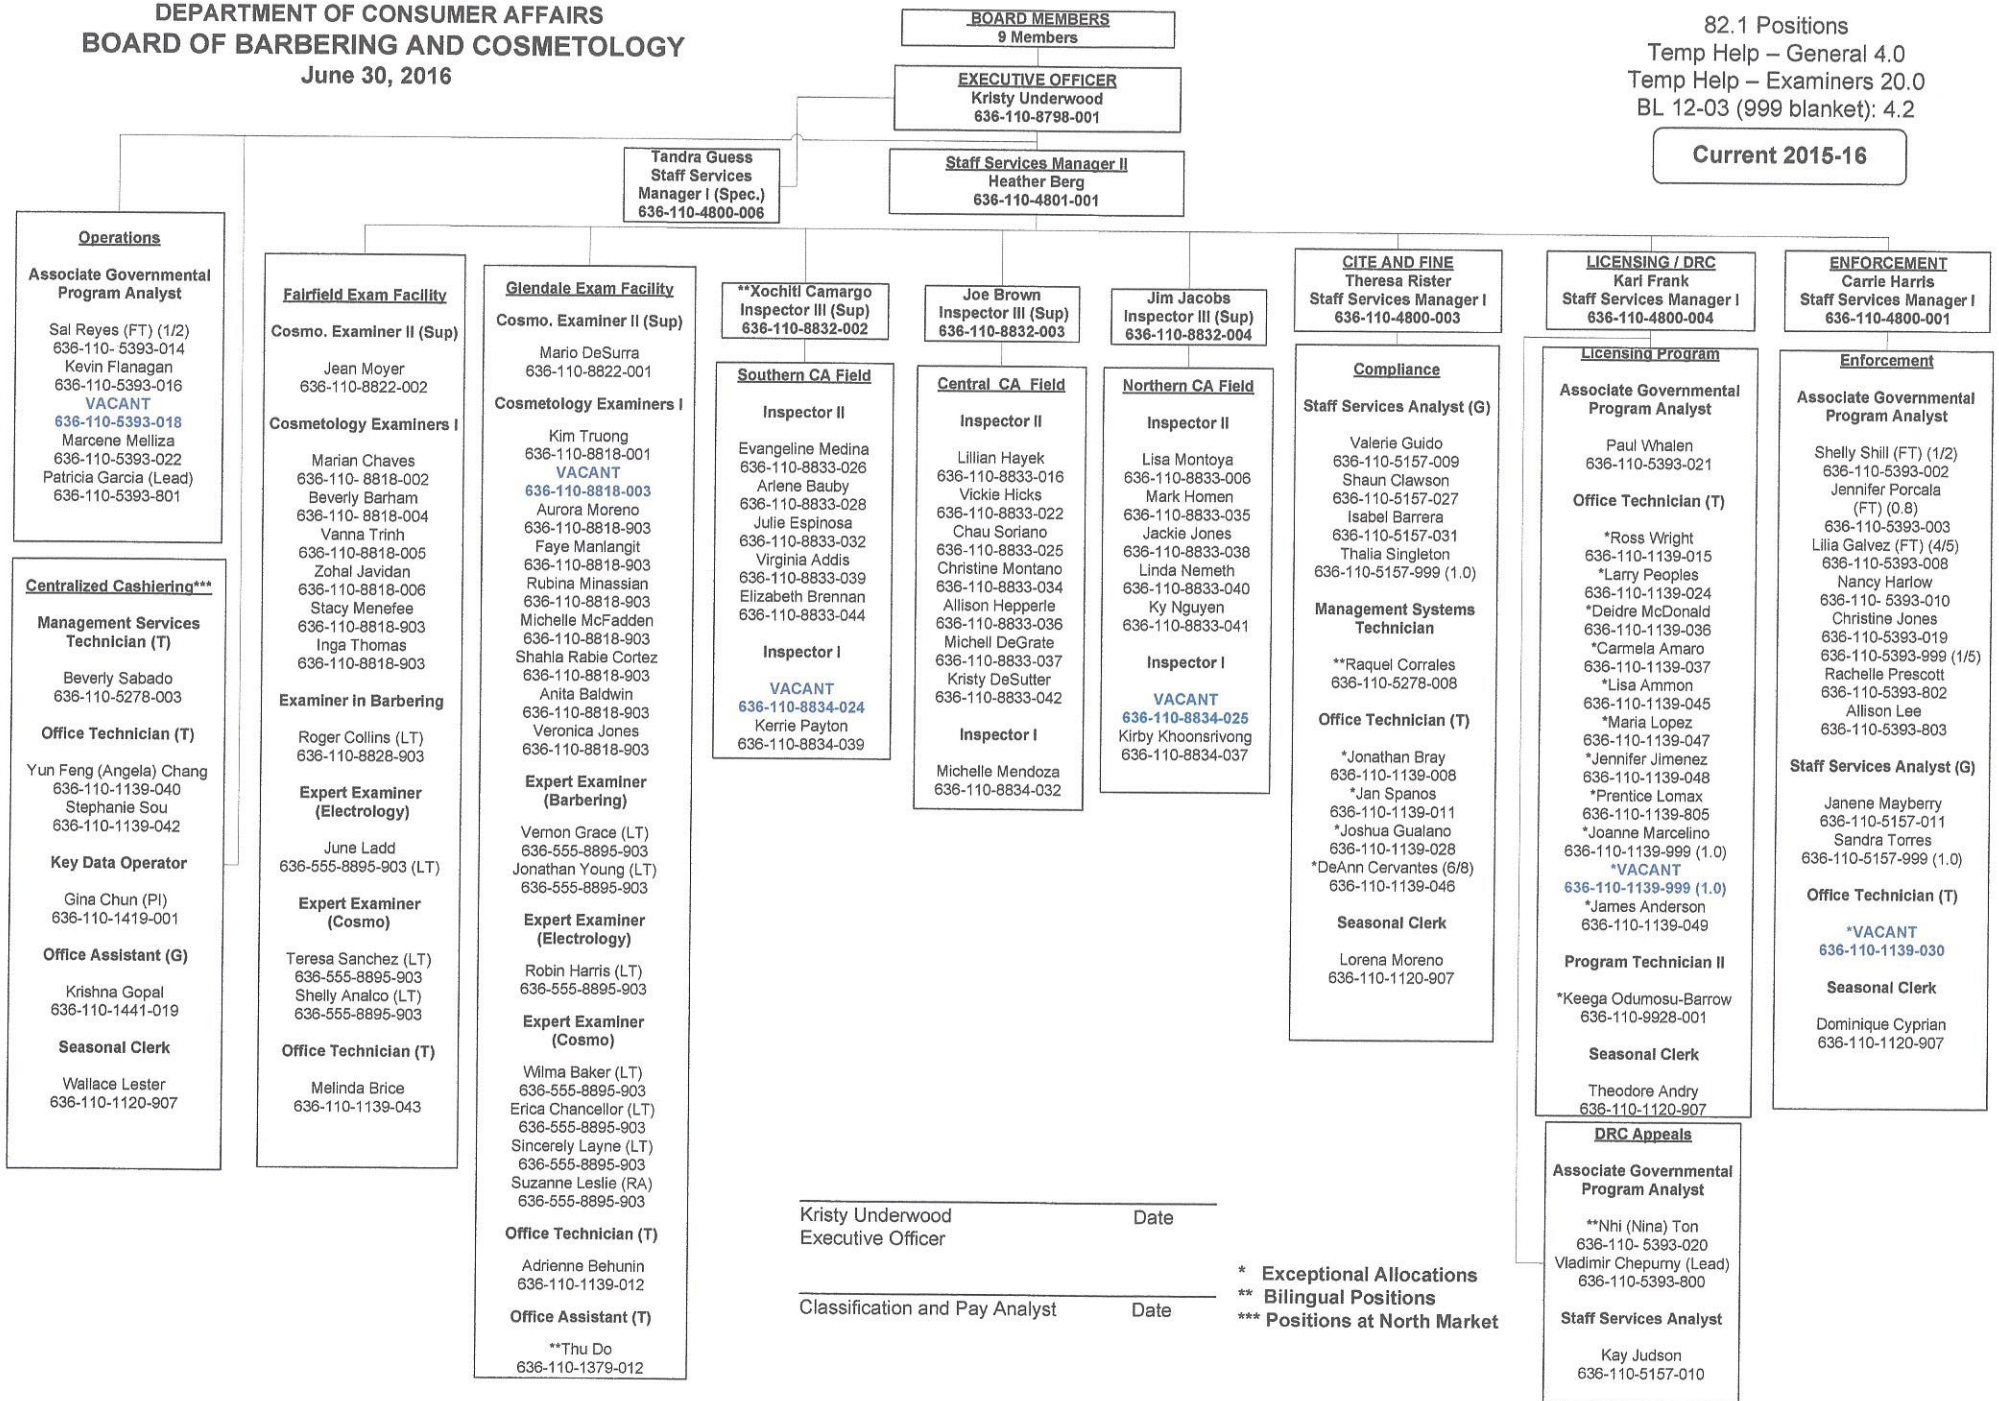 DEPARTMENT OF CONSUMER AFFAIRS
BOARD OF BARBERING AND COSMETOLOGY
June 30, 2016
BOARD MEMBERS
9 Members
EXECUTIVE OFFICER
Kristy Underwood
636-110-8798-001
82.1 Positions
Temp Help – General 4.0
Temp Help – Examiners 20.0
BL 12-03 (999 blanket): 4.2
Current 2015-16
Tandra Guess
Staff Services
Manager I (Spec.)
636-110-4800-006
Staff Services Manager II
Heather Berg
636-110-4801-001
Operations
Associate Governmental
Program Analyst
Sal Reyes (FT) (1/2)
636-110- 5393-014
Kevin Flanagan
636-110-5393-016
VACANT
636-110-5393-018
Marcene Melliza
636-110-5393-022
Patricia Garcia (Lead)
636-110-5393-801
Centralized Cashiering***
Management Services
Technician (T)
Beverly Sabado
636-110-5278-003
Office Technician (T)
Yun Feng (Angela) Chang
636-110-1139-040
Stephanie Sou
636-110-1139-042
Key Data Operator
Gina Chun (PI)
636-110-1419-001
Office Assistant (G)
Krishna Gopal
636-110-1441-019
Seasonal Clerk
Wallace Lester
636-110-1120-907
Fairfield Exam Facility
Cosmo. Examiner II (Sup)
Jean Moyer
636-110-8822-002
Cosmetology Examiners I
Marian Chaves
636-110- 8818-002
Beverly Barham
636-110- 8818-004
Vanna Trinh
636-110-8818-005
Zohal Javidan
636-110-8818-006
Stacy Menefee
636-110-8818-903
Inga Thomas
636-110-8818-903
Examiner in Barbering
Roger Collins (LT)
636-110-8828-903
Expert Examiner
(Electrology)
June Ladd
636-555-8895-903 (LT)
Expert Examiner
(Cosmo)
Teresa Sanchez (LT)
636-555-8895-903
Shelly Analco (LT)
636-555-8895-903
Office Technician (T)
Melinda Brice
636-110-1139-043
Glendale Exam Facility
Cosmo. Examiner II (Sup)
Mario DeSurra
636-110-8822-001
Cosmetology Examiners I
Kim Truong
636-110-8818-001
VACANT
636-110-8818-003
Aurora Moreno
636-110-8818-903
Faye Manlangit
636-110-8818-903
Rubina Minassian
636-110-8818-903
Michelle McFadden
636-110-8818-903
Shahla Rabie Cortez
636-110-8818-903
Anita Baldwin
636-110-8818-903
Veronica Jones
636-110-8818-903
Expert Examiner
(Barbering)
Vernon Grace (LT)
636-555-8895-903
Jonathan Young (LT)
636-555-8895-903
Expert Examiner
(Electrology)
Robin Harris (LT)
636-555-8895-903
Expert Examiner
(Cosmo)
Wilma Baker (LT)
636-555-8895-903
Erica Chancellor (LT)
636-555-8895-903
Sincerely Layne (LT)
636-555-8895-903
Suzanne Leslie (RA)
636-555-8895-903
Office Technician (T)
Adrienne Behunin
636-110-1139-012
Office Assistant (T)
**Thu Do
636-110-1379-012
**Xochitl Camargo
Inspector III (Sup)
636-110-8832-002
Southern CA Field
Inspector II
Evangeline Medina
636-110-8833-026
Arlene Bauby
636-110-8833-028
Julie Espinosa
636-110-8833-032
Virginia Addis
636-110-8833-039
Elizabeth Brennan
636-110-8833-044
Inspector I
VACANT
636-110-8834-024
Kerrie Payton
636-110-8834-039
Joe Brown
Inspector III (Sup)
636-110-8832-003
Central CA Field
Inspector II
Lillian Hayek
636-110-8833-016
Vickie Hicks
636-110-8833-022
Chau Soriano
636-110-8833-025
Christine Montano
636-110-8833-034
Allison Hepperle
636-110-8833-036
Michell DeGrate
636-110-8833-037
Kristy DeSutter
636-110-8833-042
Inspector I
Michelle Mendoza
636-110-8834-032
Jim Jacobs
Inspector III (Sup)
636-110-8832-004
Northern CA Field
Inspector II
Lisa Montoya
636-110-8833-006
Mark Homen
636-110-8833-035
Jackie Jones
636-110-8833-038
Linda Nemeth
636-110-8833-040
Ky Nguyen
636-110-8833-041
Inspector I
VACANT
636-110-8834-025
Kirby Khoonsrivong
636-110-8834-037
CITE AND FINE
Theresa Rister
Staff Services Manager I
636-110-4800-003
Compliance
Staff Services Analyst (G)
Valerie Guido
636-110-5157-009
Shaun Clawson
636-110-5157-027
Isabel Barrera
636-110-5157-031
Thalia Singleton
636-110-5157-999 (1.0)
Management Systems
Technician
**Raquel Corrales
636-110-5278-008
Office Technician (T)
*Jonathan Bray
636-110-1139-008
*Jan Spanos
636-110-1139-011
*Joshua Gualano
636-110-1139-028
*DeAnn Cervantes (6/8)
636-110-1139-046
Seasonal Clerk
Lorena Moreno
636-110-1120-907
LICENSING / DRC
Kari Frank
Staff Services Manager I
636-110-4800-004
Licensing Program
Associate Governmental
Program Analyst
Paul Whalen
636-110-5393-021
Office Technician (T)
*Ross Wright
636-110-1139-015
*Larry Peoples
636-110-1139-024
*Deidre McDonald
636-110-1139-036
*Carmela Amaro
636-110-1139-037
*Lisa Ammon
636-110-1139-045
*Maria Lopez
636-110-1139-047
*Jennifer Jimenez
636-110-1139-048
*Prentice Lomax
636-110-1139-805
*Joanne Marcelino
636-110-1139-999 (1.0)
*VACANT
636-110-1139-999 (1.0)
*James Anderson
636-110-1139-049
Program Technician II
*Keega Odumosu-Barrow
636-110-9928-001
Seasonal Clerk
Theodore Andry
636-110-1120-907
DRC Appeals
Associate Governmental
Program Analyst
**Nhi (Nina) Ton
636-110- 5393-020
Vladimir Chepurny (Lead)
636-110-5393-800
Staff Services Analyst
Kay Judson
636-110-5157-010
ENFORCEMENT
Carrie Harris
Staff Services Manager I
636-110-4800-001
Enforcement
Associate Governmental
Program Analyst
Shelly Shill (FT) (1/2)
636-110-5393-002
Jennifer Porcala
(FT) (0.8)
636-110-5393-003
Lilia Galvez (FT) (4/5)
636-110-5393-008
Nancy Harlow
636-110- 5393-010
Christine Jones
636-110-5393-019
636-110-5393-999 (1/5)
Rachelle Prescott
636-110-5393-802
Allison Lee
636-110-5393-803
Staff Services Analyst (G)
Janene Mayberry
636-110-5157-011
Sandra Torres
636-110-5157-999 (1.0)
Office Technician (T)
*VACANT
636-110-1139-030
Seasonal Clerk
Dominique Cyprian
636-110-1120-907
Kristy Underwood Date
Executive Officer
Classification and Pay Analyst Date
* Exceptional Allocations
** Bilingual Positions
*** Positions at North Market